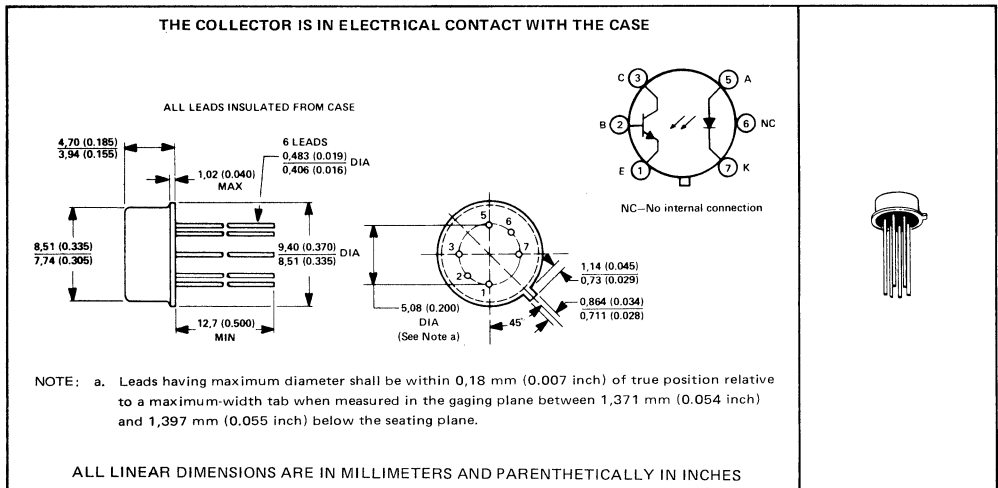 THE COLLECTOR IS IN ELECTRICAL CONTACT WITH THE CASE
C 3
5 A
B 2
6 NC
E 1
7 K
NC—No internal connection
ALL LEADS INSULATED FROM CASE
4,70 (0.185)
3,94 (0.155)
6 LEADS
0,483 (0.019)
0,406 (0.016)
DIA
1,02 (0.040)
MAX
8,51 (0.335)
7,74 (0.305)
9,40 (0.370)
8,51 (0.335)
DIA
12,7 (0.500)
MIN
5
6
3
7
2
1
5,08 (0.200)
DIA
(See Note a)
45°
1,14 (0.045)
0,73 (0.029)
0,864 (0.034)
0,711 (0.028)
NOTE: a. Leads having maximum diameter shall be within 0,18 mm (0.007 inch) of true position relative
to a maximum-width tab when measured in the gaging plane between 1,371 mm (0.054 inch)
and 1,397 mm (0.055 inch) below the seating plane.
ALL LINEAR DIMENSIONS ARE IN MILLIMETERS AND PARENTHETICALLY IN INCHES